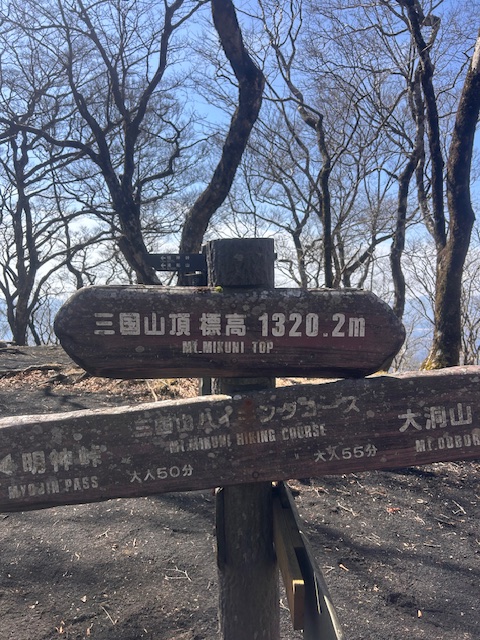 三国山頂 標高 1320.2m
MT.MIKUNI TOP
三国山ハイキングコース
MT.MIKUNI HIKING COURSE
明神峠
MYOJIN PASS
大人50分
大人55分
大洞山